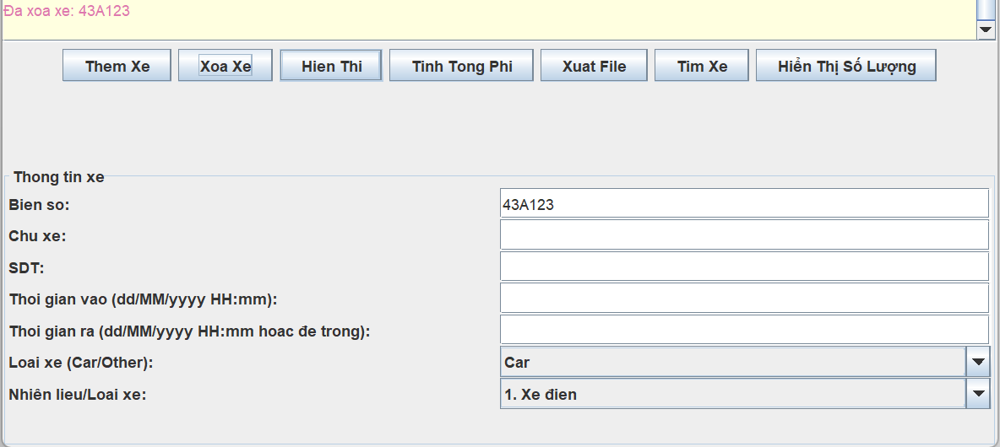 Đa xoa xe: 43A123
Them Xe Xoa Xe Hien Thi Tinh Tong Phi Xuat File Tim Xe Hiển Thị Số Lượng
Thong tin xe
Bien so: 43A123
Chu xe:
SDT:
Thoi gian vao (dd/MM/yyyy HH:mm):
Thoi gian ra (dd/MM/yyyy HH:mm hoac đe trong):
Loai xe (Car/Other): Car
Nhiên lieu/Loai xe: 1. Xe đien